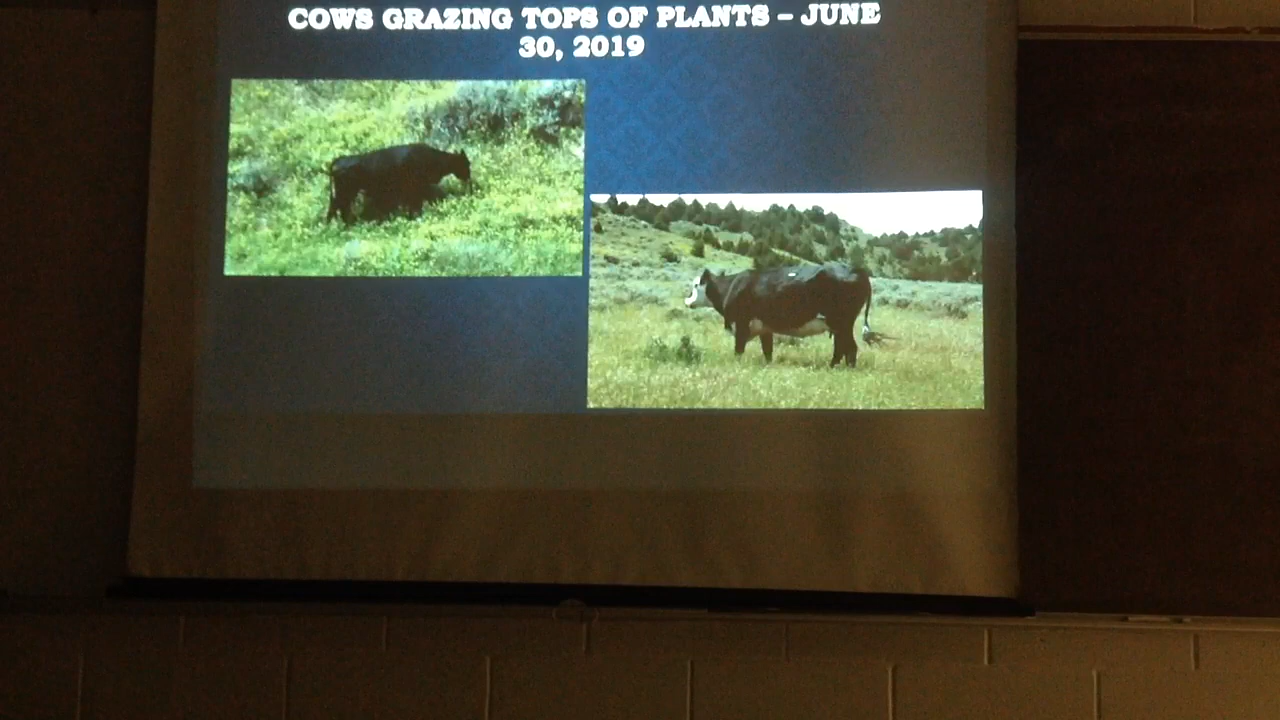 COWS GRAZING TOPS OF PLANTS – JUNE
30, 2019